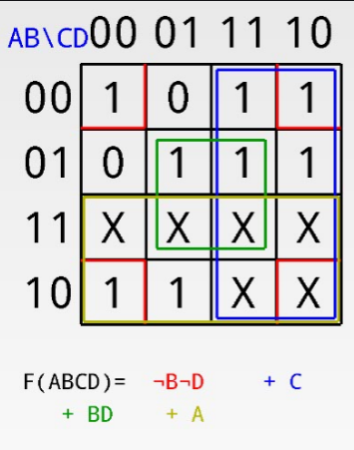 AB\CD 00 01 11 10
00 1 0 1 1
01 0 1 1 1
11 X X X X
10 1 1 X X
F(ABCD)= ¬B¬D + C
+ BD + A